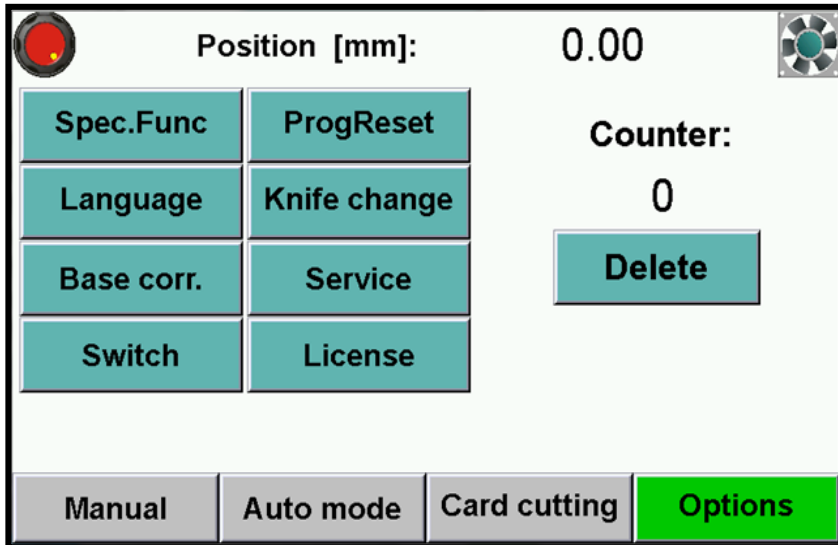 Position [mm]: 0.00
Spec.Func ProgReset
Counter:
Language Knife change
0
Base corr. Service
Delete
Switch License
Manual Auto mode Card cutting Options